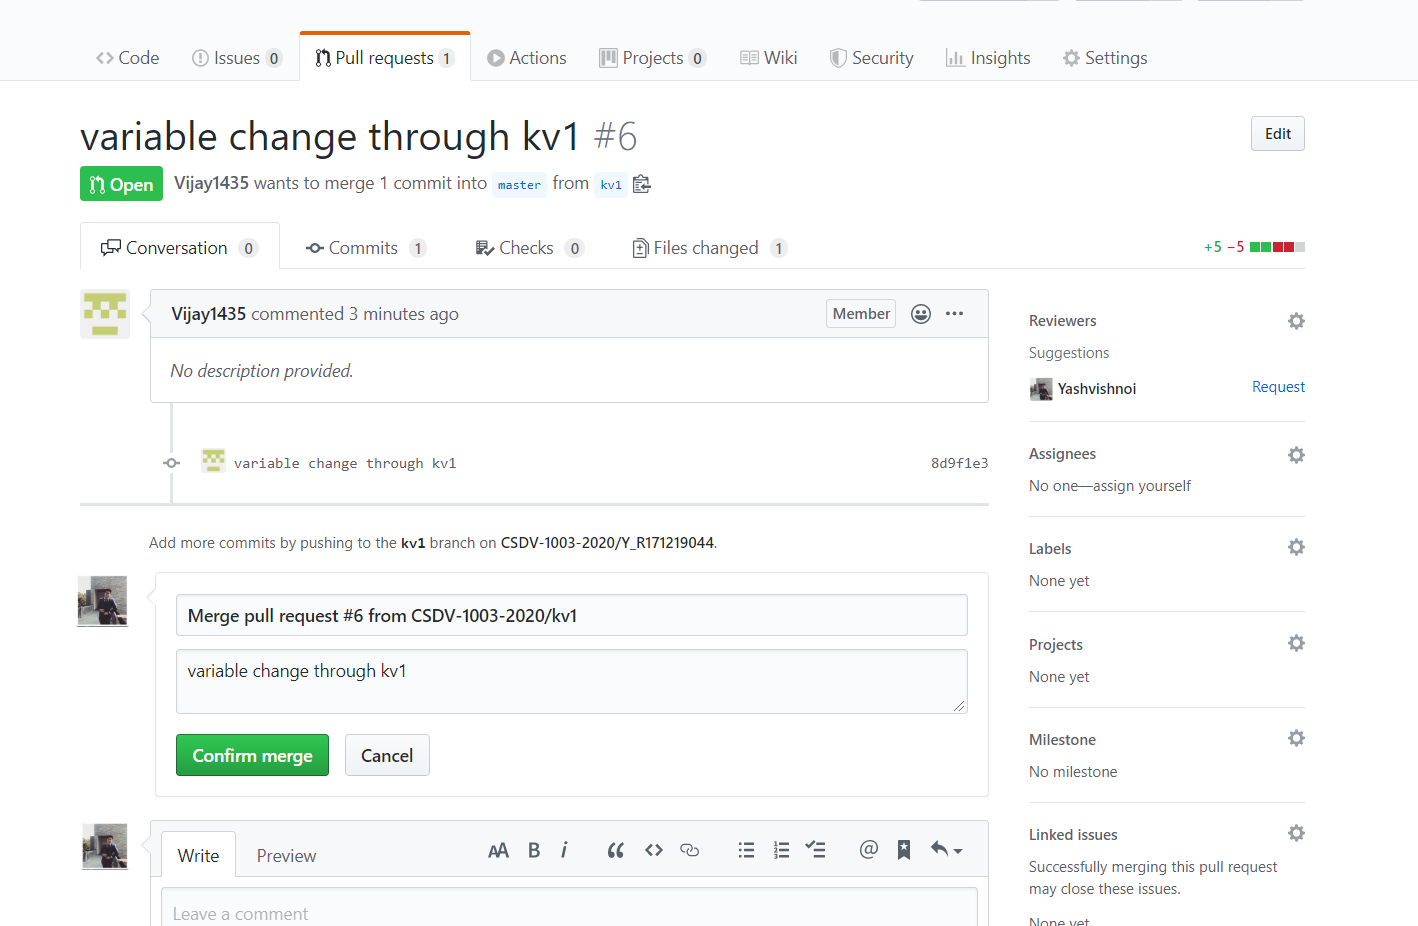 Code Issues 0 Pull requests 1 Actions Projects 0 Wiki Security Insights Settings
variable change through kv1 #6
Edit
Open Vijay1435 wants to merge 1 commit into master from kv1
Conversation 0 Commits 1 Checks 0 Files changed 1
+5 −5
Vijay1435 commented 3 minutes ago
Member
No description provided.
variable change through kv1 8d9f1e3
Add more commits by pushing to the kv1 branch on CSDV-1003-2020/Y_R171219044.
Merge pull request #6 from CSDV-1003-2020/kv1
variable change through kv1
Confirm merge Cancel
Write Preview AA B i
Leave a comment
Reviewers
Suggestions
Yashvishnoi Request
Assignees
No one—assign yourself
Labels
None yet
Projects
None yet
Milestone
No milestone
Linked issues
Successfully merging this pull request
may close these issues.
None yet